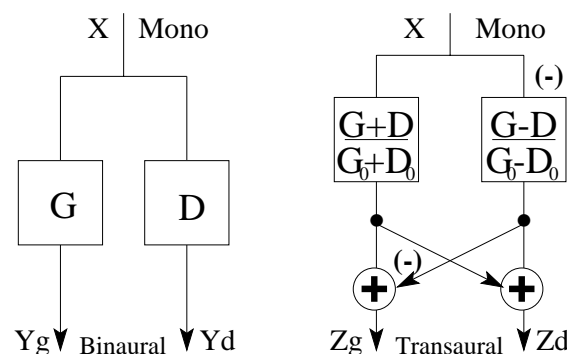 X Mono
G
D
Yg Binaural Yd
X Mono
(-)
G+D
G0+D0
G-D
G0-D0
(-)
+
+
Zg Transaural Zd